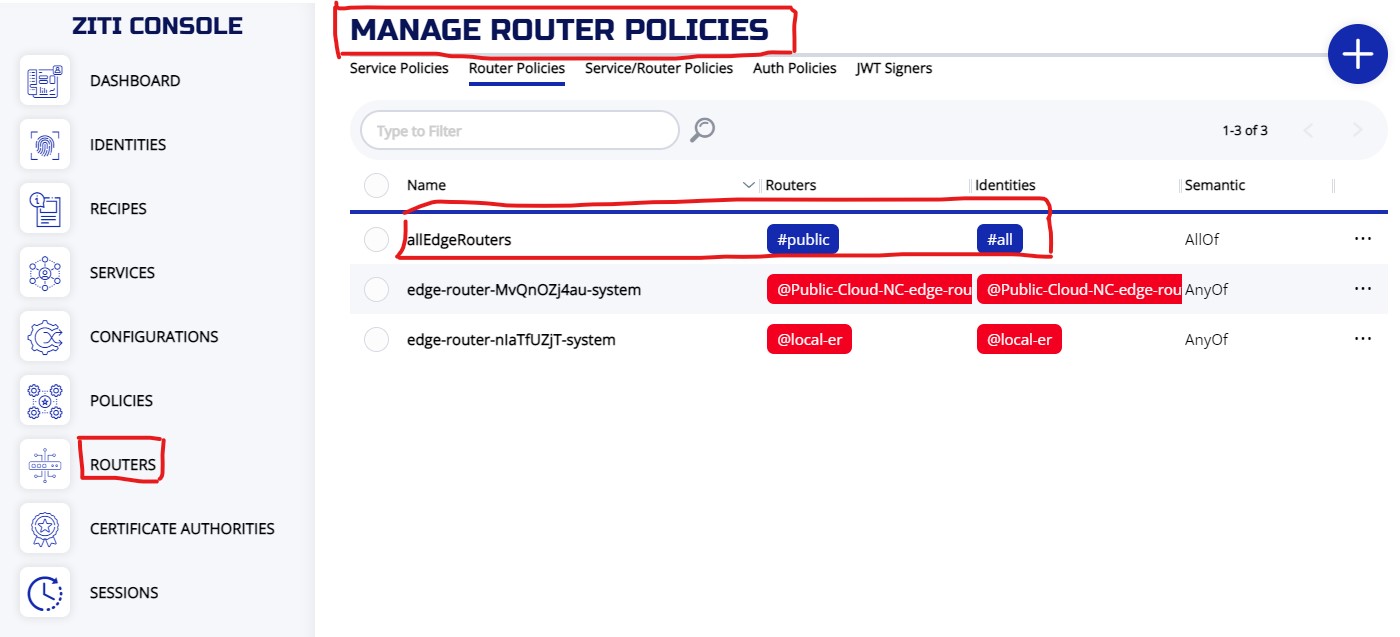 ZITI CONSOLE
DASHBOARD
IDENTITIES
RECIPES
SERVICES
CONFIGURATIONS
POLICIES
ROUTERS
CERTIFICATE AUTHORITIES
SESSIONS
MANAGE ROUTER POLICIES
Service Policies Router Policies Service/Router Policies Auth Policies JWT Signers
Type to Filter 1-3 of 3
Name Routers Identities Semantic
allEdgeRouters #public #all AllOf
edge-router-MvQnOZj4au-system @Public-Cloud-NC-edge-rou @Public-Cloud-NC-edge-rou AnyOf
edge-router-nIaTfUZjT-system @local-er @local-er AnyOf